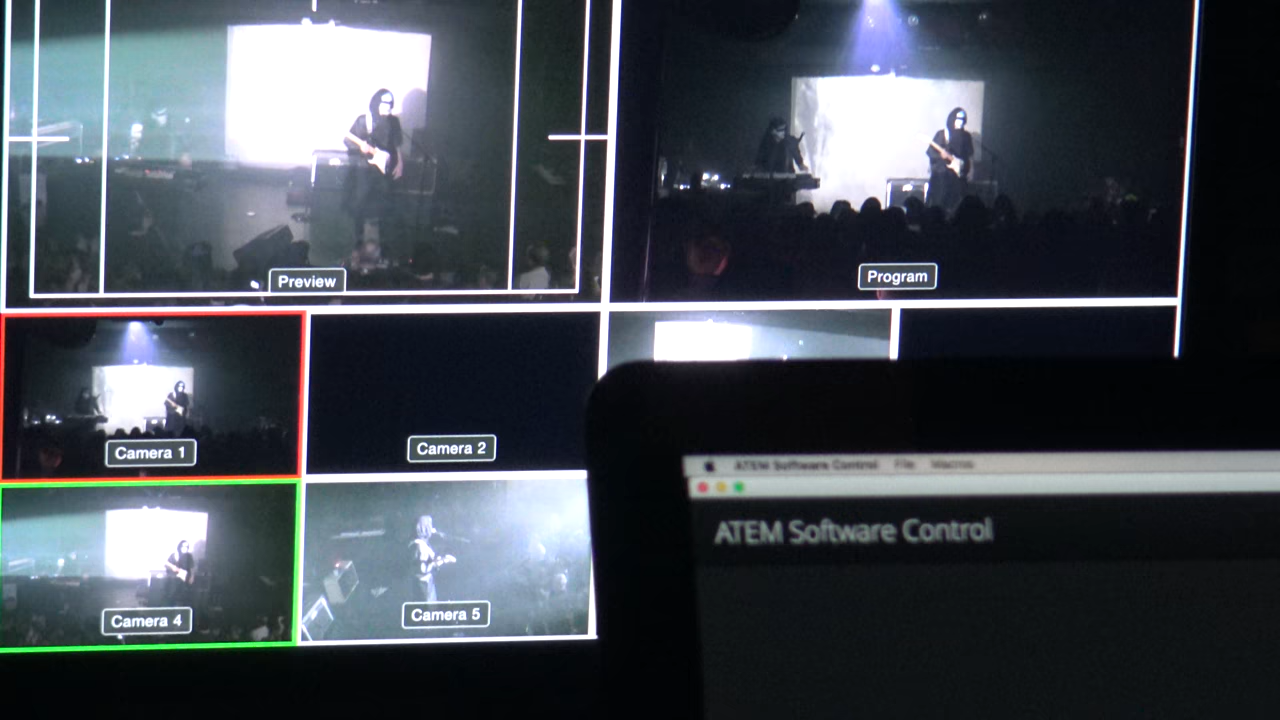 Preview
Program
Camera 1
Camera 2
Camera 4
Camera 5
ATEM Software Control File Macros
ATEM Software Control